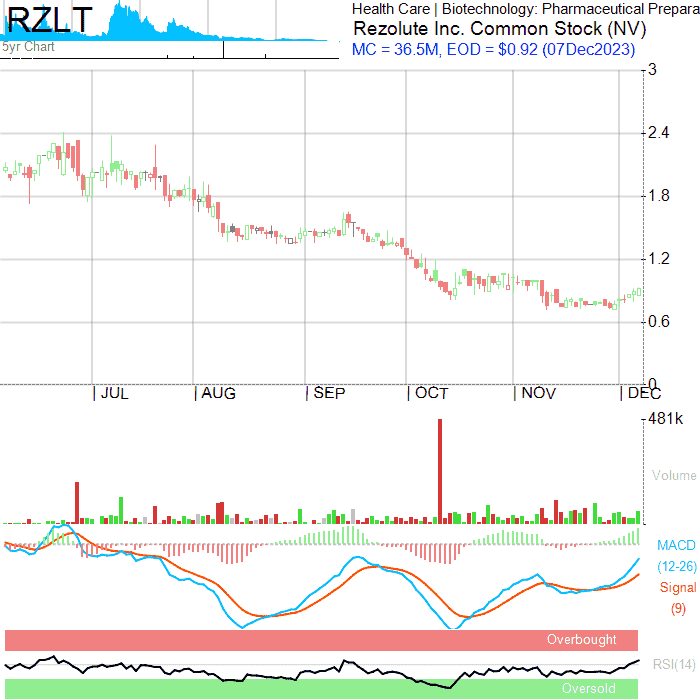 RZLT
5yr Chart
Health Care | Biotechnology: Pharmaceutical Prepara
Rezolute Inc. Common Stock (NV)
MC = 36.5M, EOD = $0.92 (07Dec2023)
3
2.4
1.8
1.2
0.6
0
| JUL | AUG | SEP | OCT | NOV | DEC
481k
Volume
MACD
(12-26)
Signal
(9)
Overbought
RSI(14)
Oversold